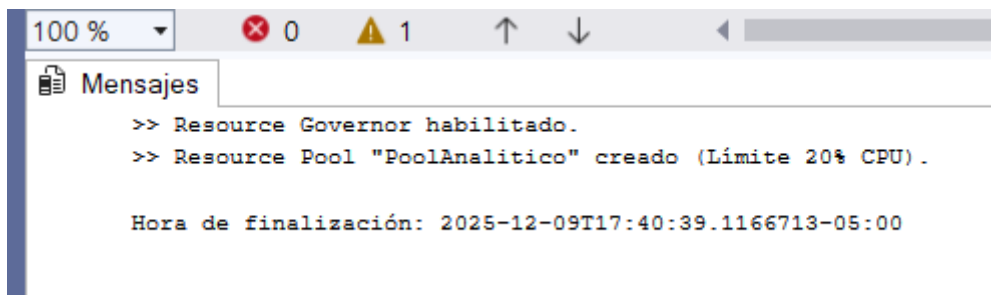 100 % 0 1
Mensajes
>> Resource Governor habilitado.
>> Resource Pool "PoolAnalitico" creado (Límite 20% CPU).
Hora de finalización: 2025-12-09T17:40:39.1166713-05:00